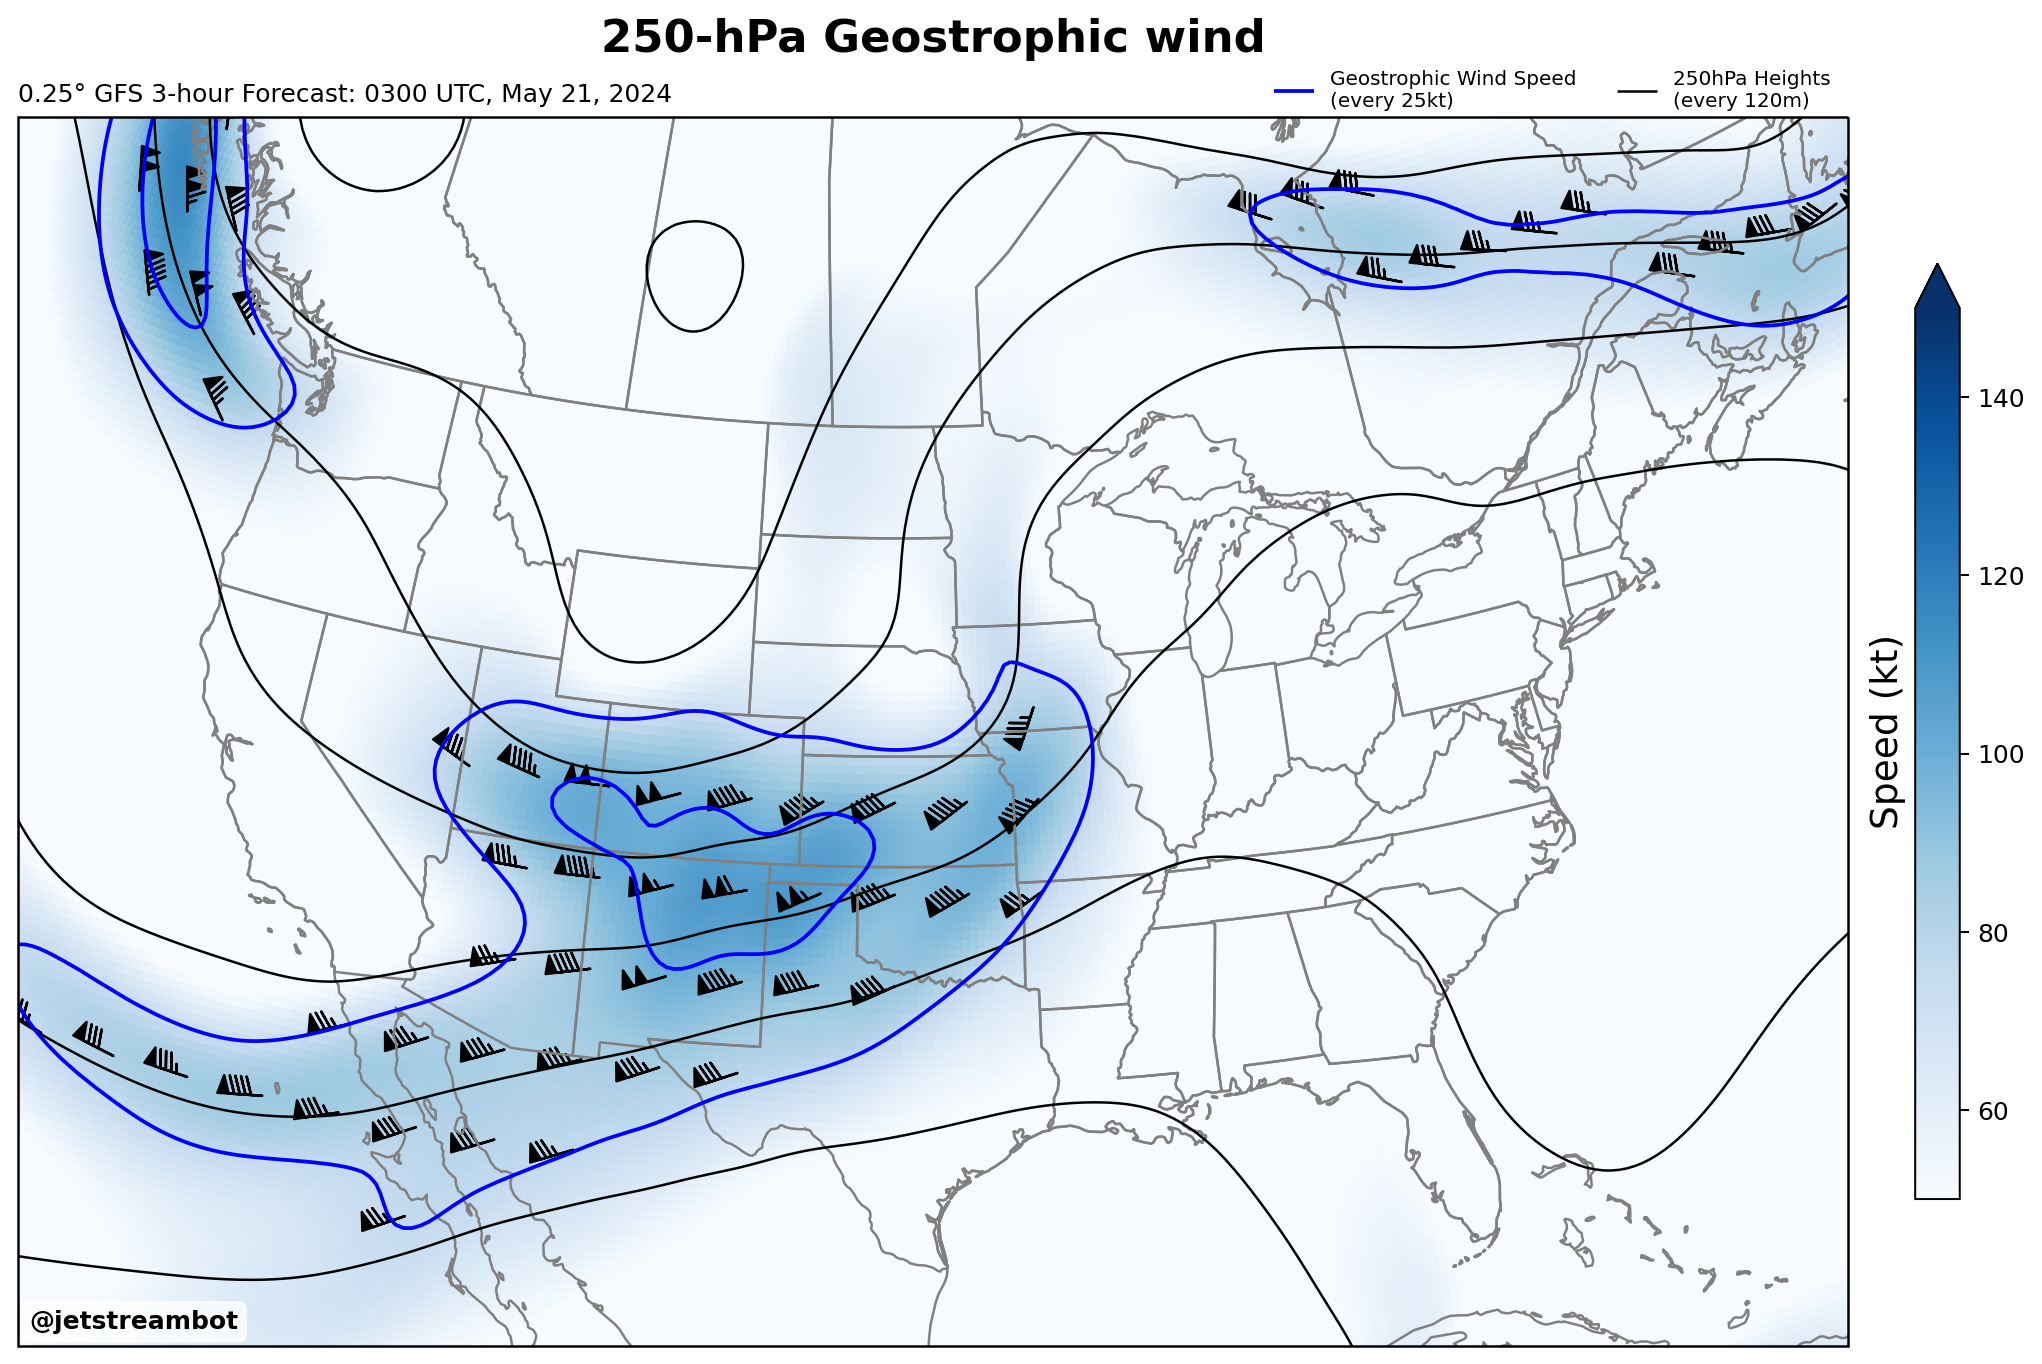 250-hPa Geostrophic wind
0.25° GFS 3-hour Forecast: 0300 UTC, May 21, 2024
Geostrophic Wind Speed
(every 25kt)
250hPa Heights
(every 120m)
140
120
100
80
60
Speed (kt)
@jetstreambot